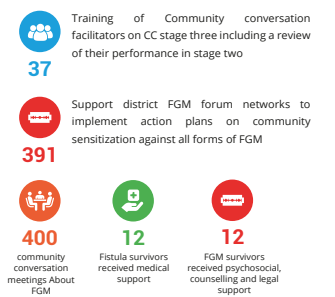 Training of Community conversation
facilitators on CC stage three including a review
of their performance in stage two
37
Support district FGM forum networks to
implement action plans on community
sensitization against all forms of FGM
391
400
community
conversation
meetings About
FGM
12
Fistula survivors
received medical
support
12
FGM survivors
received psychosocial,
counselling and legal
support